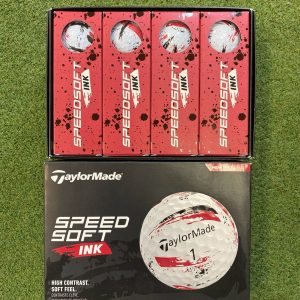 SPEEDSOFT
INK
SPEEDSOFT
INK
SPEEDSOFT
INK
SPEEDSOFT
INK
TaylorMade
SPEED
SOFT
INK
HIGH CONTRAST.
SOFT FEEL.
TaylorMade
1